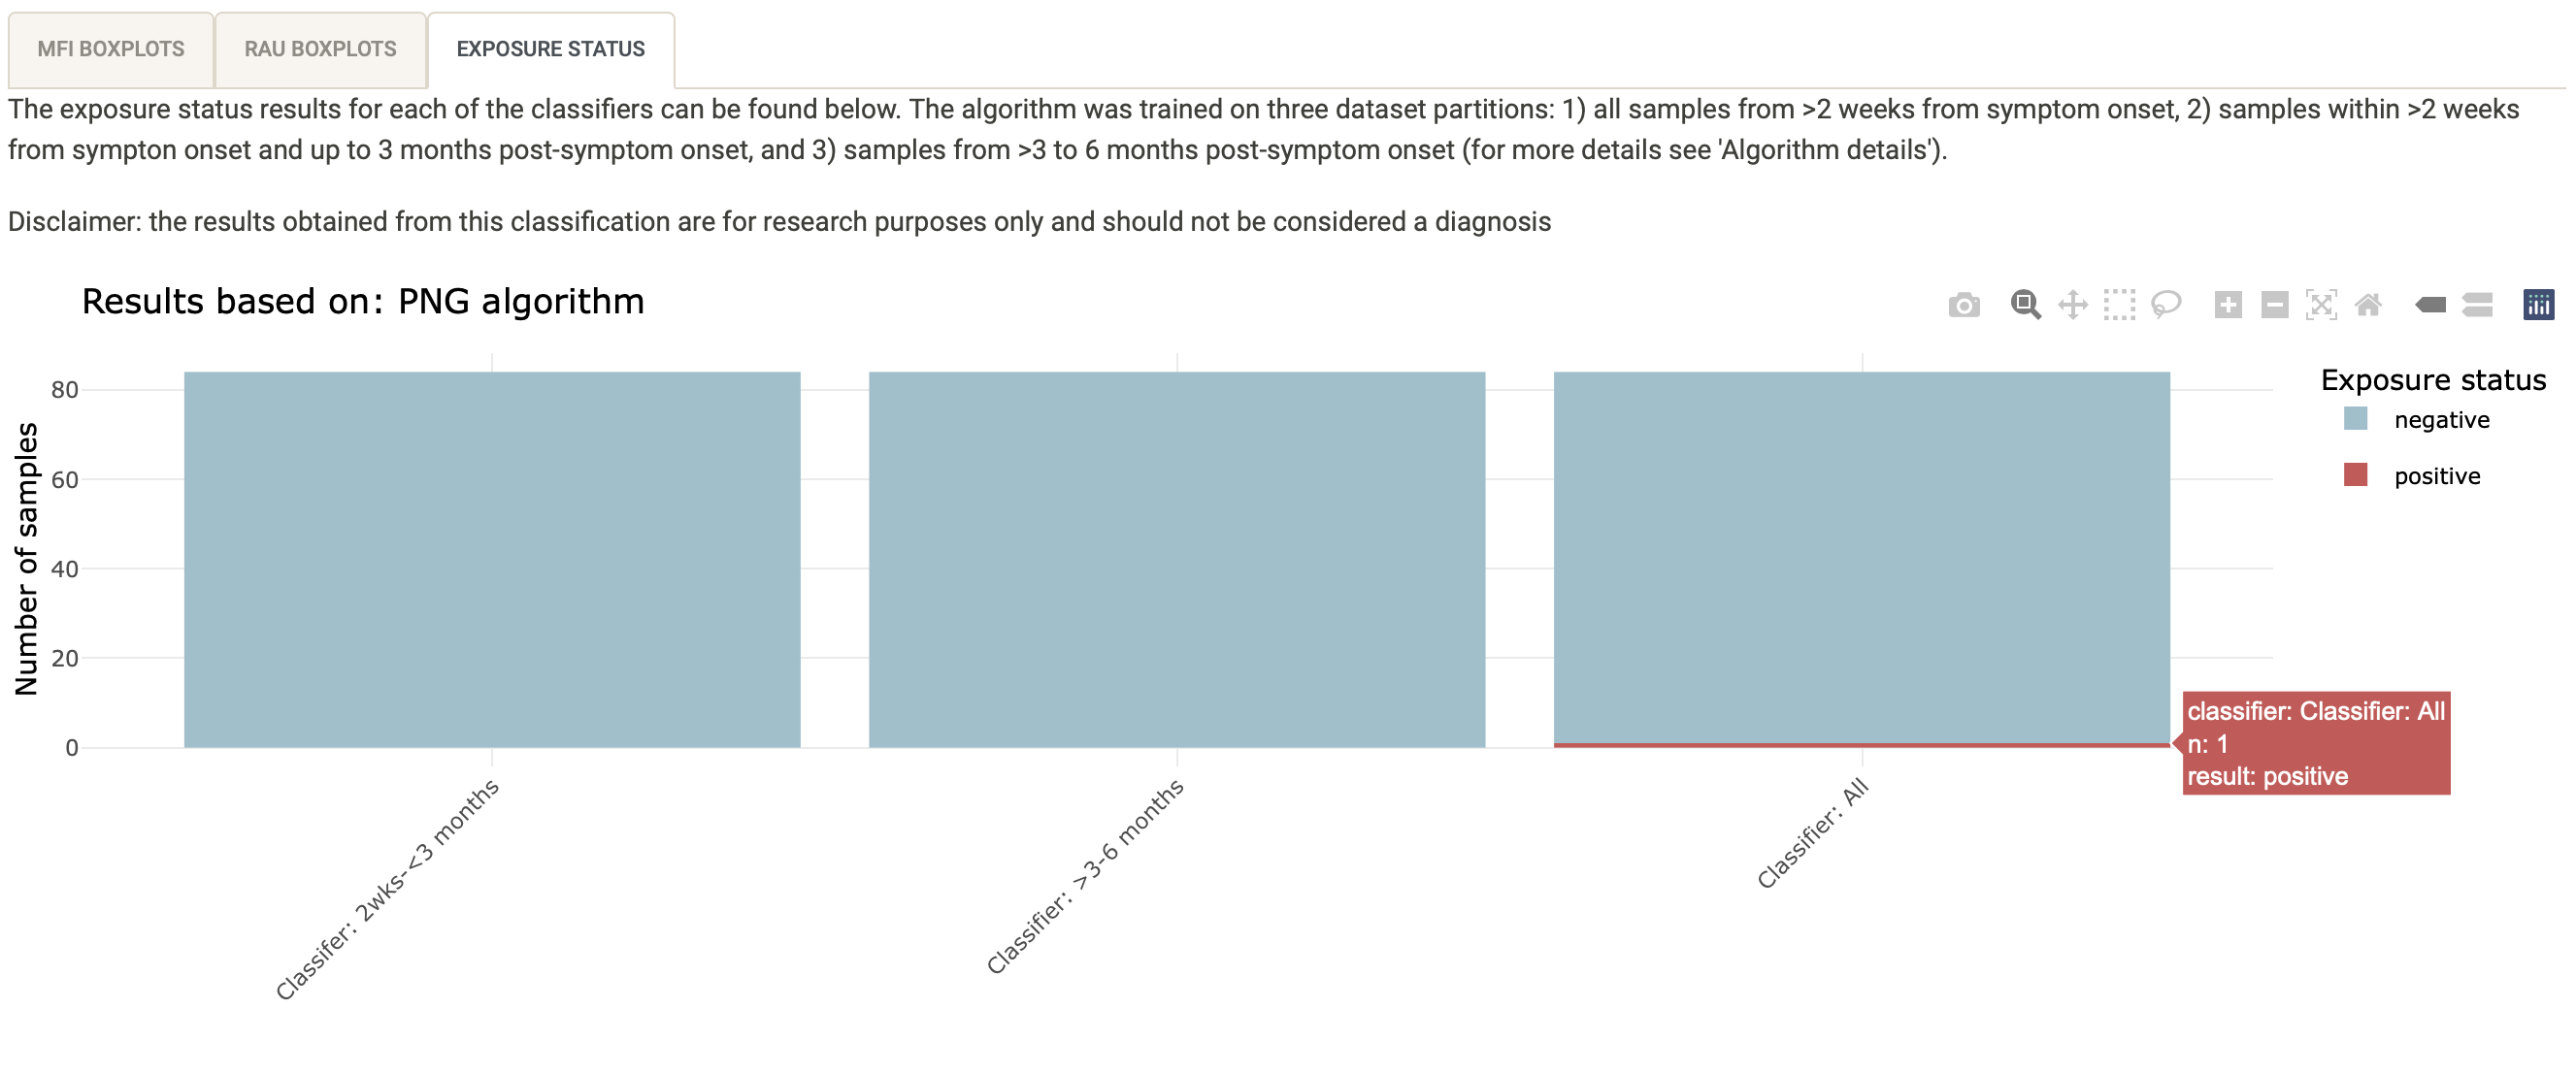 MFI BOXPLOTS
RAU BOXPLOTS
EXPOSURE STATUS
The exposure status results for each of the classifiers can be found below. The algorithm was trained on three dataset partitions: 1) all samples from >2 weeks from symptom onset, 2) samples within >2 weeks
from sympton onset and up to 3 months post-symptom onset, and 3) samples from >3 to 6 months post-symptom onset (for more details see 'Algorithm details').
Disclaimer: the results obtained from this classification are for research purposes only and should not be considered a diagnosis
Results based on: PNG algorithm
Number of samples
80
60
40
20
0
Classifer: 2wks-<3 months
Classifier: >3-6 months
Classifier: All
Exposure status
negative
positive
classifier: Classifier: All
n: 1
result: positive